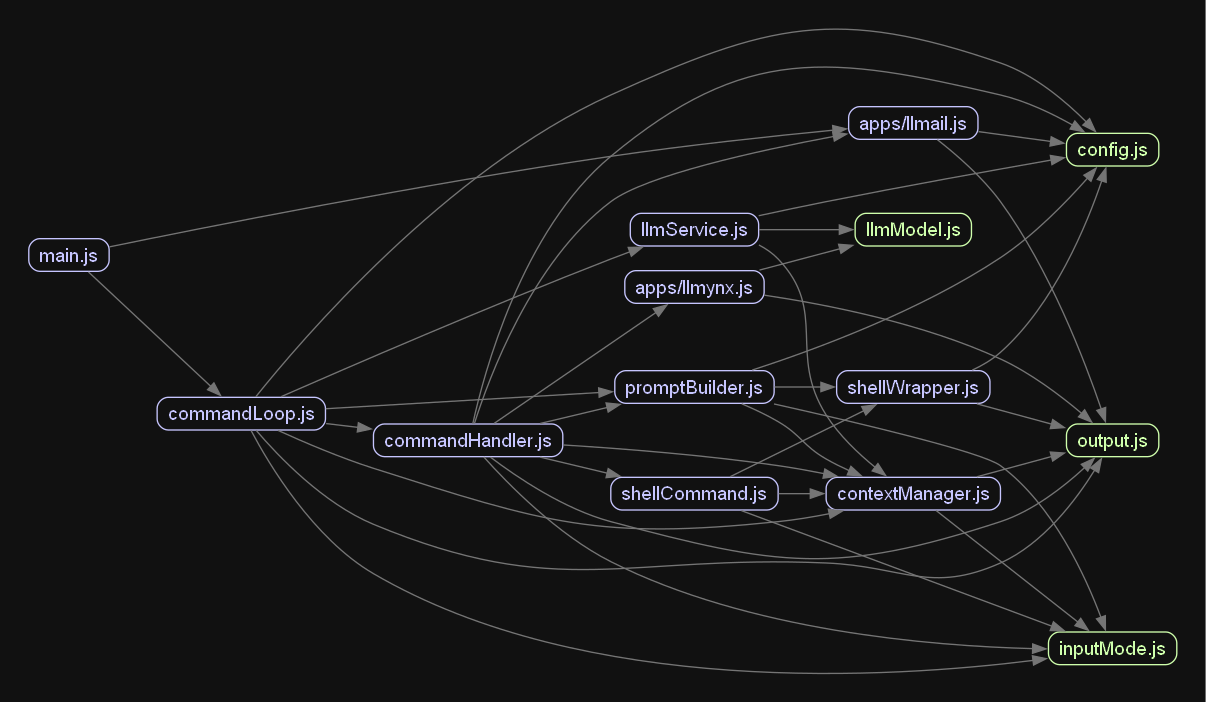 apps/llmail.js
config.js
llmService.js
llmModel.js
main.js
apps/llmynx.js
promptBuilder.js
shellWrapper.js
commandLoop.js
commandHandler.js
output.js
shellCommand.js
contextManager.js
inputMode.js